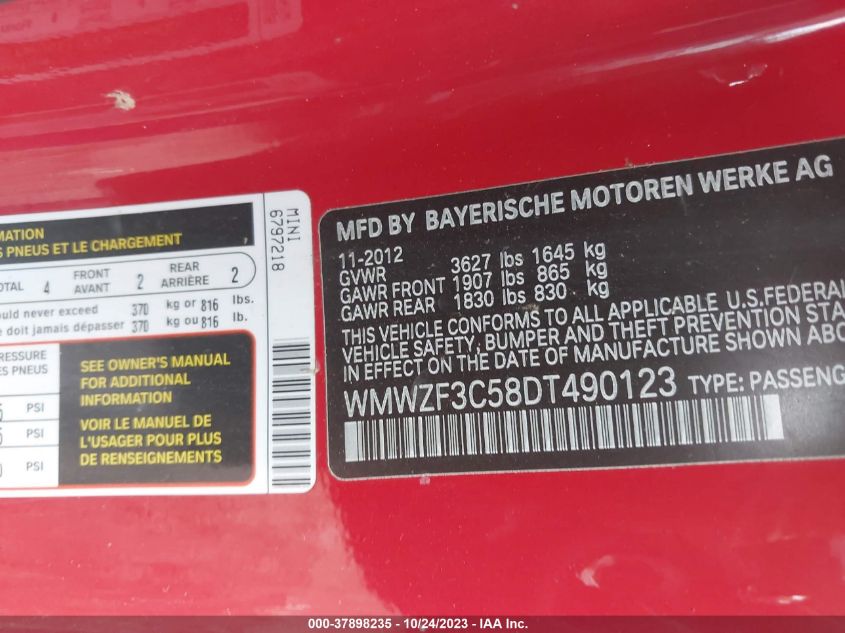 MATION
S PNEUS ET LE CHARGEMENT
OTAL 4 FRONT AVANT 2 REAR ARRIÈRE 2
ould never exceed 370 kg or 816 lbs.
e doit jamais dépasser 370 kg ou 816 lb.
RESSURE
ES PNEUS
5 PSI
5 PSI
0 PSI
SEE OWNER'S MANUAL
FOR ADDITIONAL
INFORMATION
VOIR LE MANUEL DE
L'USAGER POUR PLUS
DE RENSEIGNEMENTS
MINI
6797218
MFD BY BAYERISCHE MOTOREN WERKE AG
11-2012
GVWR 3627 lbs 1645 kg
GAWR FRONT 1907 lbs 865 kg
GAWR REAR 1830 lbs 830 kg
THIS VEHICLE CONFORMS TO ALL APPLICABLE U.S.FEDERAL
VEHICLE SAFETY, BUMPER AND THEFT PREVENTION STA
IN EFFECT ON THE DATE OF MANUFACTURE SHOWN ABO
WMWZF3C58DT490123 TYPE: PASSENG
000-37898235 - 10/24/2023 - IAA Inc.